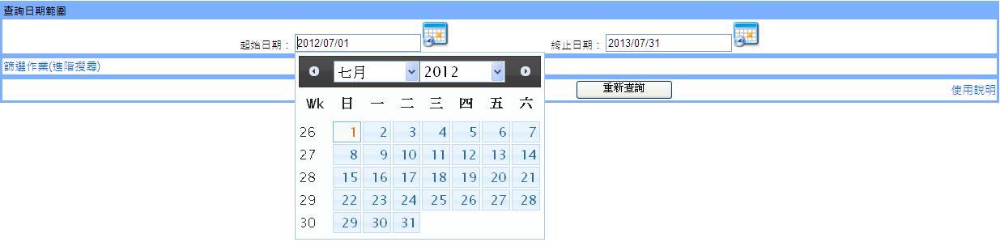 查詢日期範圍
起始日期： 2012/07/01 終止日期： 2013/07/31
篩選作業(進階搜尋)
七月 2012
重新查詢 使用說明
Wk 日 一 二 三 四 五 六
26 1 2 3 4 5 6 7
27 8 9 10 11 12 13 14
28 15 16 17 18 19 20 21
29 22 23 24 25 26 27 28
30 29 30 31